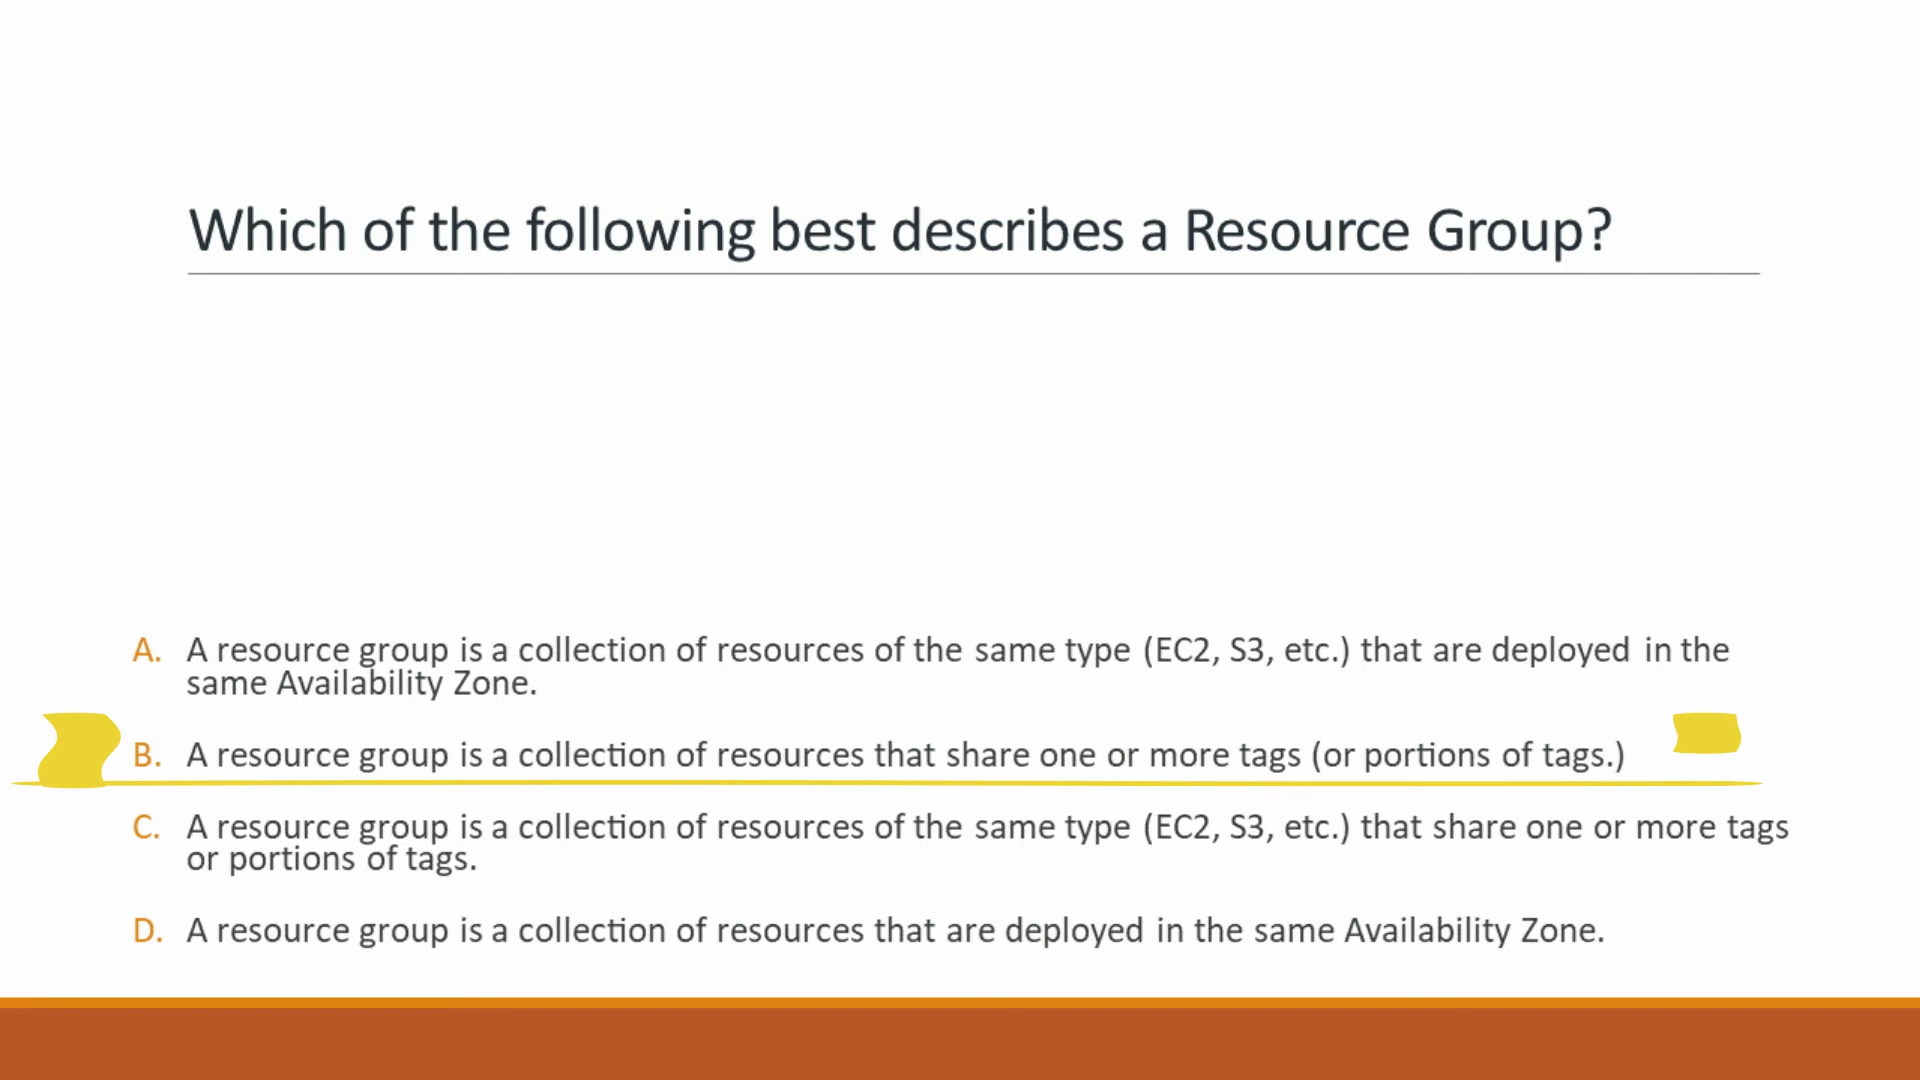 Which of the following best describes a Resource Group?
A. A resource group is a collection of resources of the same type (EC2, S3, etc.) that are deployed in the
same Availability Zone.
B. A resource group is a collection of resources that share one or more tags (or portions of tags.)
C. A resource group is a collection of resources of the same type (EC2, S3, etc.) that share one or more tags
or portions of tags.
D. A resource group is a collection of resources that are deployed in the same Availability Zone.